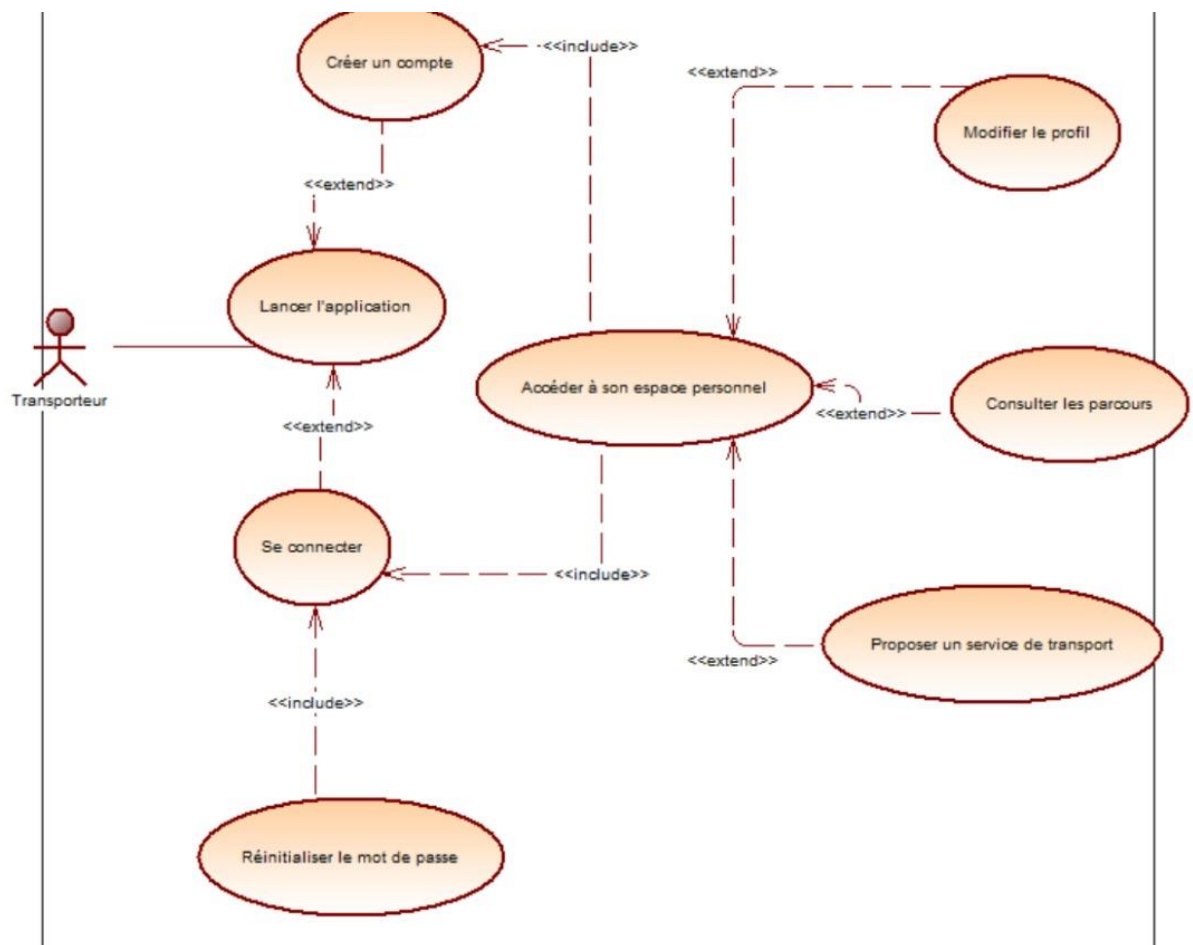 <<include>>
Créer un compte
<<extend>>
Modifier le profil
<<extend>>
Lancer l'application
Transporteur
Accéder à son espace personnel
Consulter les parcours
<<extend>>
<<extend>>
Se connecter
<<include>>
Proposer un service de transport
<<extend>>
<<include>>
Réinitialiser le mot de passe